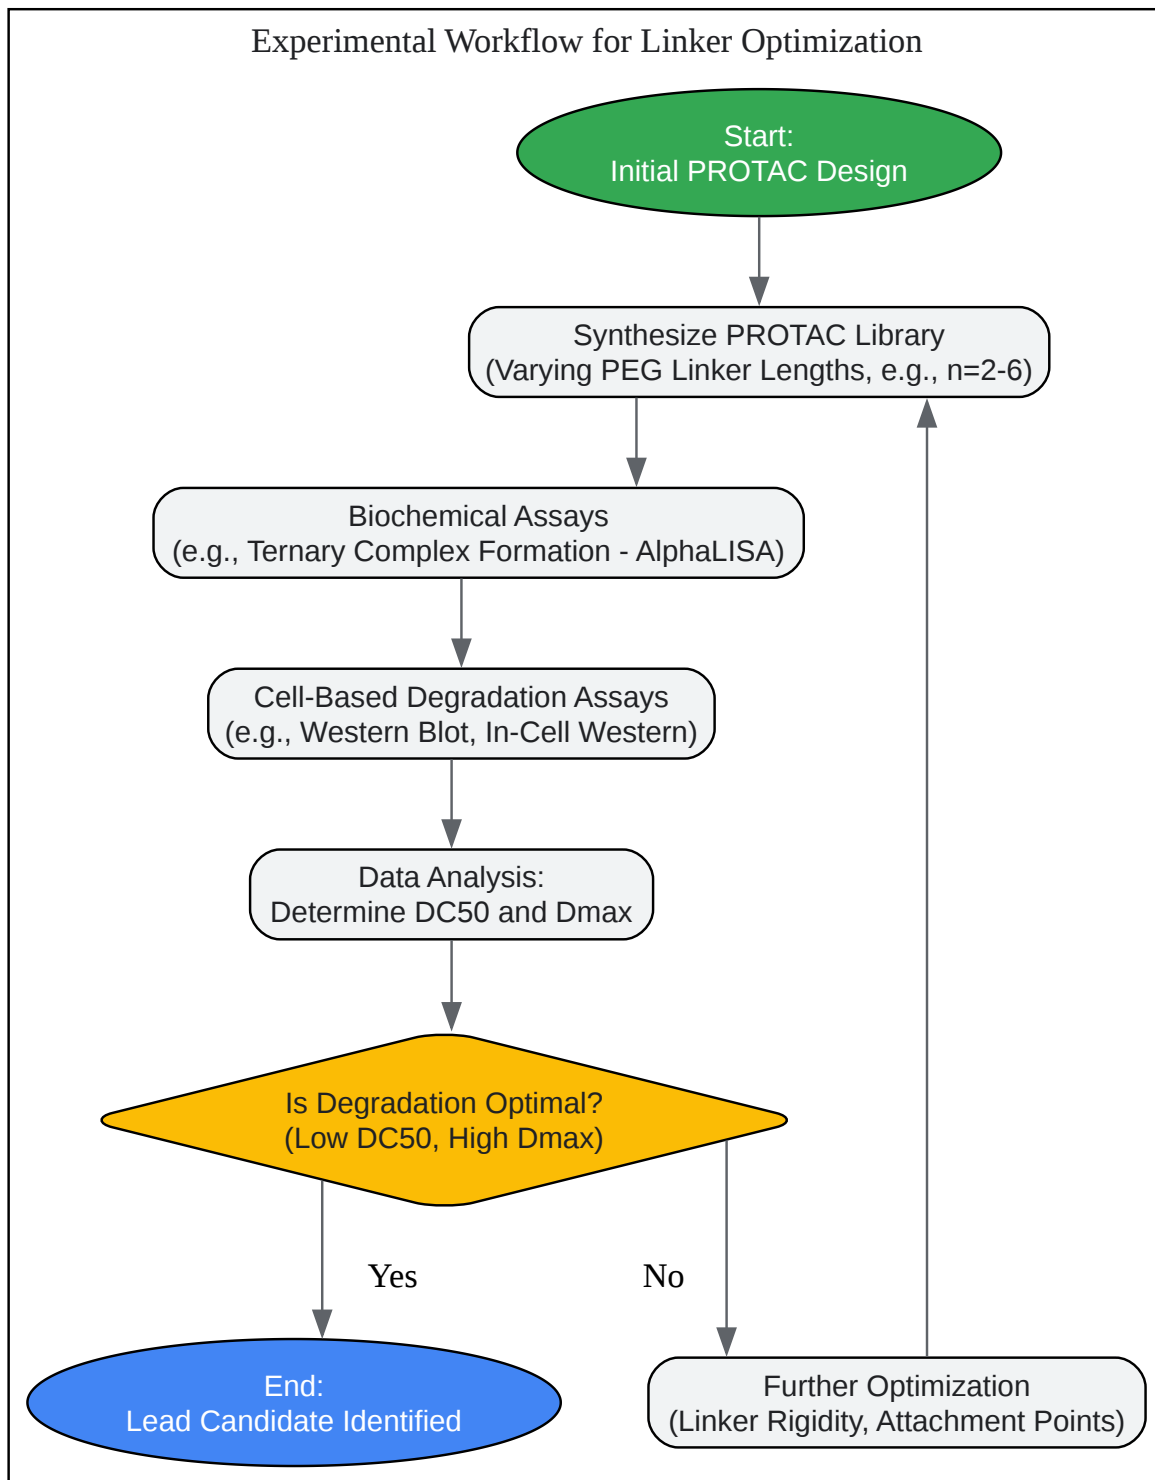 Experimental Workflow for Linker Optimization
Start:
Initial PROTAC Design
Synthesize PROTAC Library
(Varying PEG Linker Lengths, e.g., n=2-6)
Biochemical Assays
(e.g., Ternary Complex Formation - AlphaLISA)
Cell-Based Degradation Assays
(e.g., Western Blot, In-Cell Western)
Data Analysis:
Determine DC50 and Dmax
Is Degradation Optimal?
(Low DC50, High Dmax)
Yes
No
End:
Lead Candidate Identified
Further Optimization
(Linker Rigidity, Attachment Points)